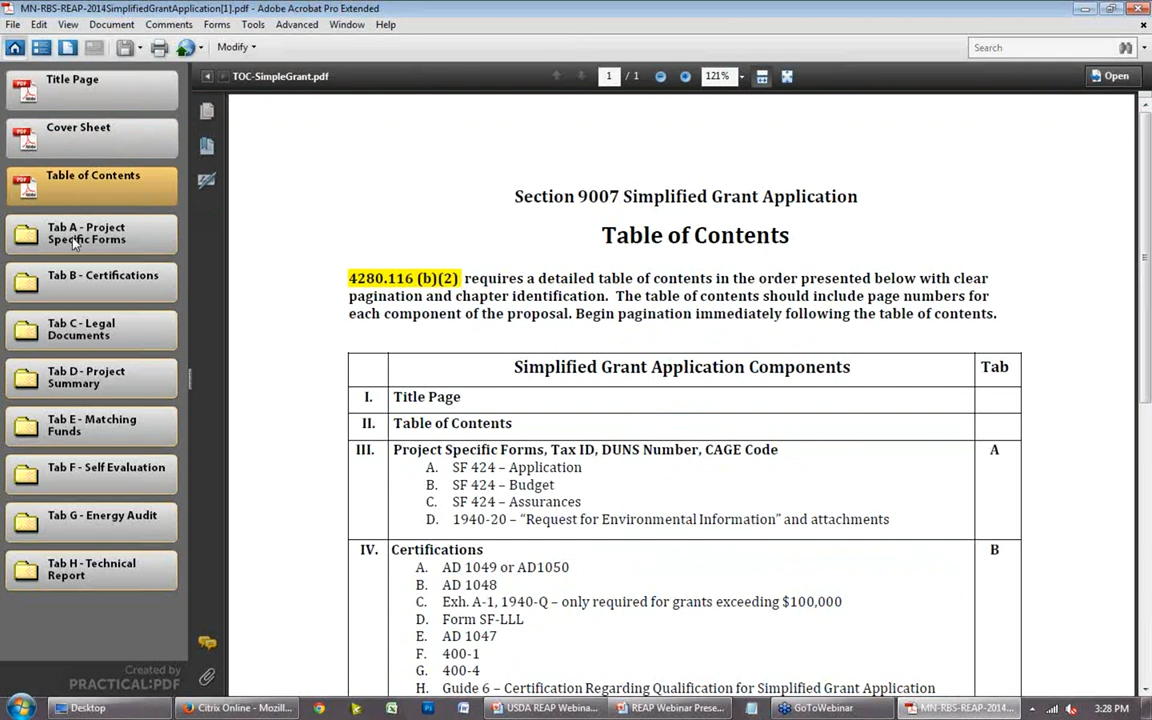 MN-RBS-REAP-2014SimplifiedGrantApplication[1].pdf - Adobe Acrobat Pro Extended
File Edit View Document Comments Forms Tools Advanced Window Help
Modify
Search
Title Page
Cover Sheet
Table of Contents
Tab A - Project
Specific Forms
Tab B - Certifications
Tab C - Legal
Documents
Tab D - Project
Summary
Tab E - Matching
Funds
Tab F - Self Evaluation
Tab G - Energy Audit
Tab H - Technical
Report
Created by
PRACTICAL:PDF
TOC-SimpleGrant.pdf
1 / 1
121%
Open
Section 9007 Simplified Grant Application
Table of Contents
4280.116 (b)(2) requires a detailed table of contents in the order presented below with clear
pagination and chapter identification. The table of contents should include page numbers for
each component of the proposal. Begin pagination immediately following the table of contents.
Simplified Grant Application Components Tab
I. Title Page
II. Table of Contents
III. Project Specific Forms, Tax ID, DUNS Number, CAGE Code A
A. SF 424 – Application
B. SF 424 – Budget
C. SF 424 – Assurances
D. 1940-20 – “Request for Environmental Information” and attachments
IV. Certifications B
A. AD 1049 or AD1050
B. AD 1048
C. Exh. A-1, 1940-Q – only required for grants exceeding $100,000
D. Form SF-LLL
E. AD 1047
F. 400-1
G. 400-4
H. Guide 6 – Certification Regarding Qualification for Simplified Grant Application
Desktop
Citrix Online - Mozill...
USDA REAP Webina...
REAP Webinar Prese...
GoToWebinar
MN-RBS-REAP-2014...
3:28 PM